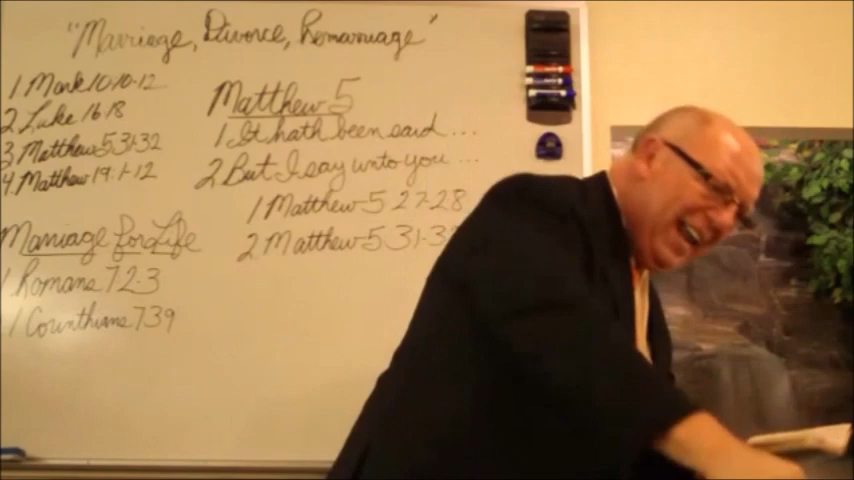 "Marriage, Divorce, Remarriage"
1 Mark 10:10-12
2 Luke 16:18
3 Matthew 5:31-32
4 Matthew 19:1-12
Marriage for Life
1 Romans 7 2-3
1 Corinthians 7 39
Matthew 5
1 It hath been said ...
2 But I say unto you ...
1 Matthew 5 27-28
2 Matthew 5 31-3